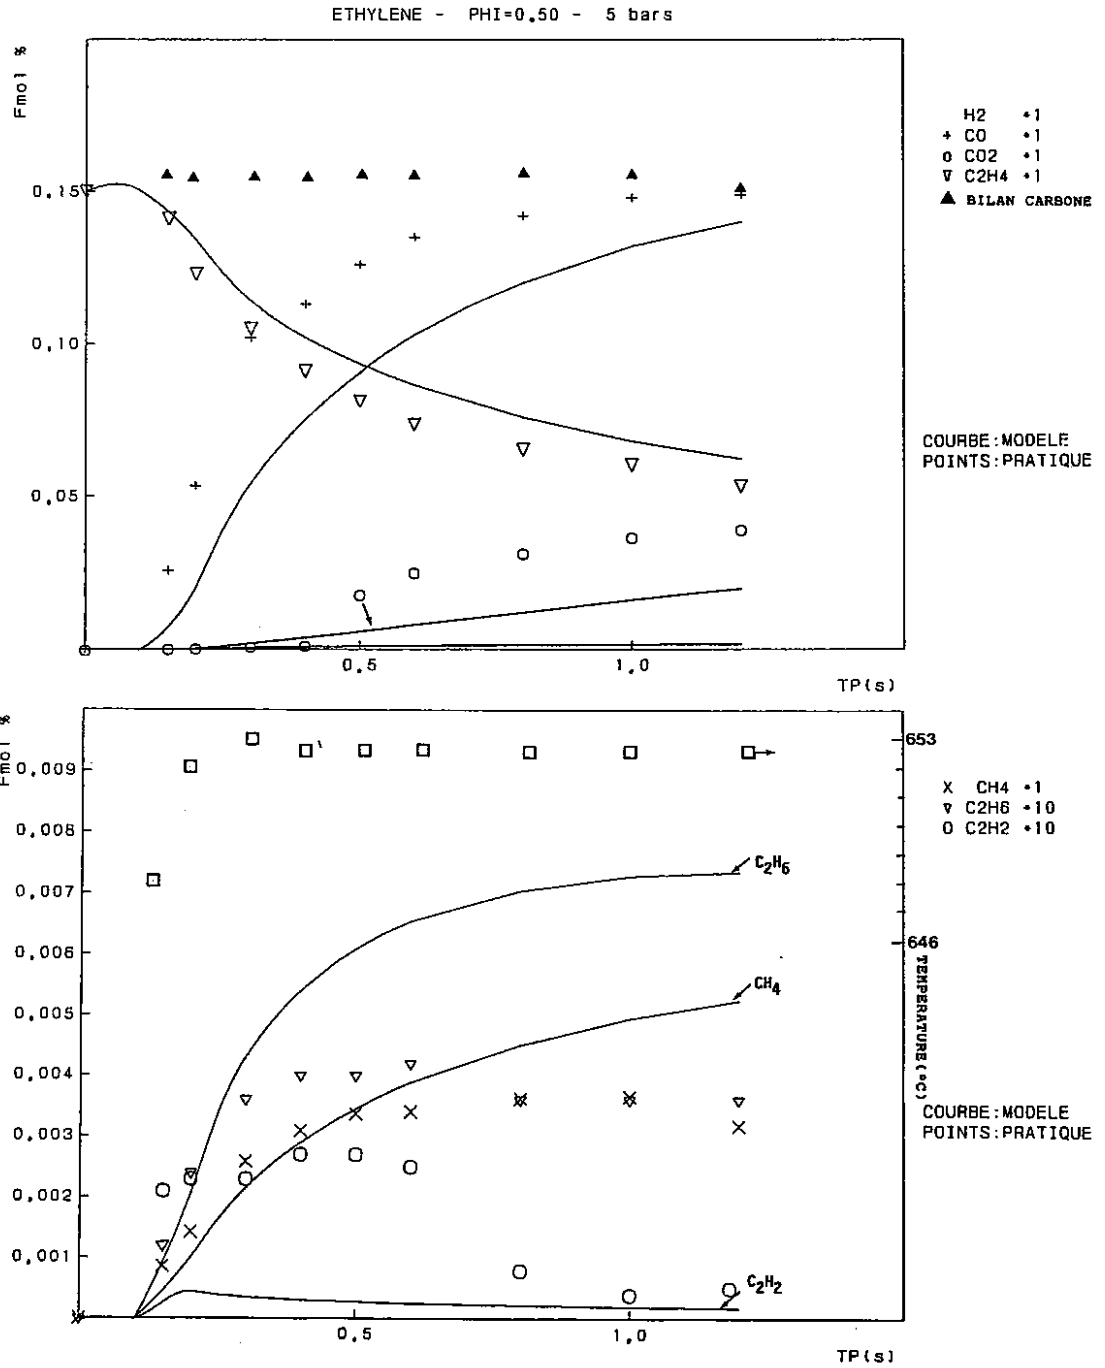 ETHYLENE - PHI=0.50 - 5 bars
Fmol %
0.15
0.10
0.05
0.5
1.0
TP(s)
H2 *1
+ CO *1
o CO2 *1
∇ C2H4 *1
▲ BILAN CARBONE
COURBE:MODELE
POINTS:PRATIQUE
Fmol %
0.009
0.008
0.007
0.006
0.005
0.004
0.003
0.002
0.001
0.5
1.0
TP(s)
C2H6
CH4
C2H2
653
646
TEMPERATURE(°C)
X CH4 *1
∇ C2H6 *10
O C2H2 *10
COURBE:MODELE
POINTS:PRATIQUE